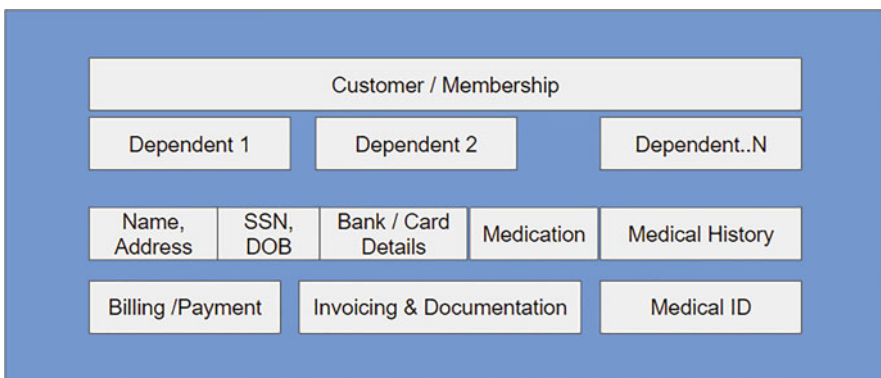 Customer / Membership
Dependent 1
Dependent 2
Dependent..N
Name,
Address
SSN,
DOB
Bank / Card
Details
Medication
Medical History
Billing /Payment
Invoicing & Documentation
Medical ID